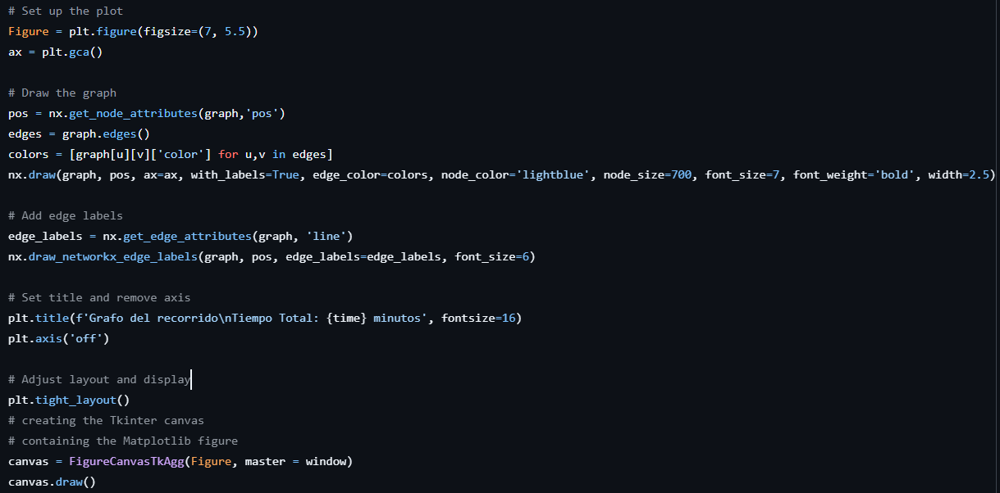 # Set up the plot
Figure = plt.figure(figsize=(7, 5.5))
ax = plt.gca()
# Draw the graph
pos = nx.get_node_attributes(graph,'pos')
edges = graph.edges()
colors = [graph[u][v]['color'] for u,v in edges]
nx.draw(graph, pos, ax=ax, with_labels=True, edge_color=colors, node_color='lightblue', node_size=700, font_size=7, font_weight='bold', width=2.5)
# Add edge labels
edge_labels = nx.get_edge_attributes(graph, 'line')
nx.draw_networkx_edge_labels(graph, pos, edge_labels=edge_labels, font_size=6)
# Set title and remove axis
plt.title(f'Grafo del recorrido\nTiempo Total: {time} minutos', fontsize=16)
plt.axis('off')
# Adjust layout and display
plt.tight_layout()
# creating the Tkinter canvas
# containing the Matplotlib figure
canvas = FigureCanvasTkAgg(Figure, master = window)
canvas.draw()